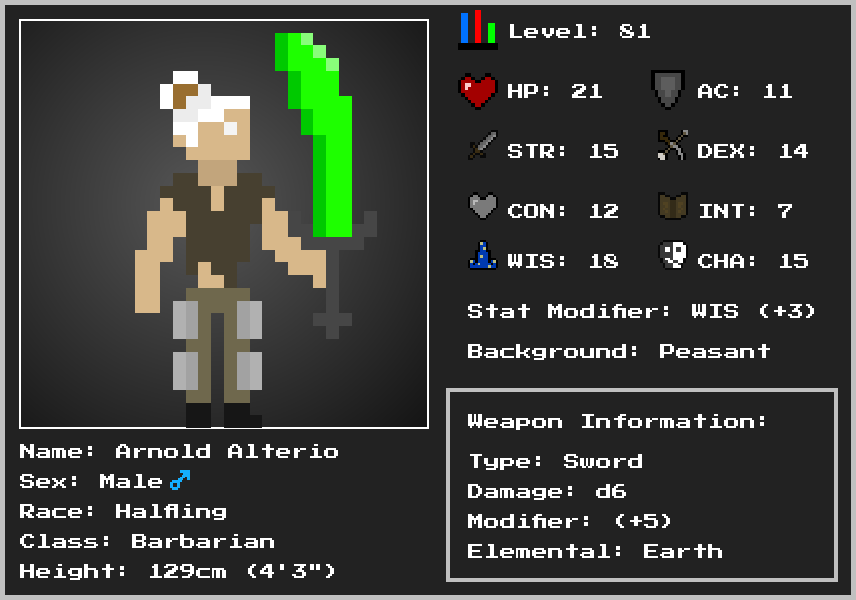 Level: 81
HP: 21 AC: 11
STR: 15 DEX: 14
CON: 12 INT: 7
WIS: 18 CHA: 15
Stat Modifier: WIS (+3)
Background: Peasant
Weapon Information:
Type: Sword
Damage: d6
Modifier: (+5)
Elemental: Earth
Name: Arnold Alterio
Sex: Male♂
Race: Halfling
Class: Barbarian
Height: 129cm (4'3")